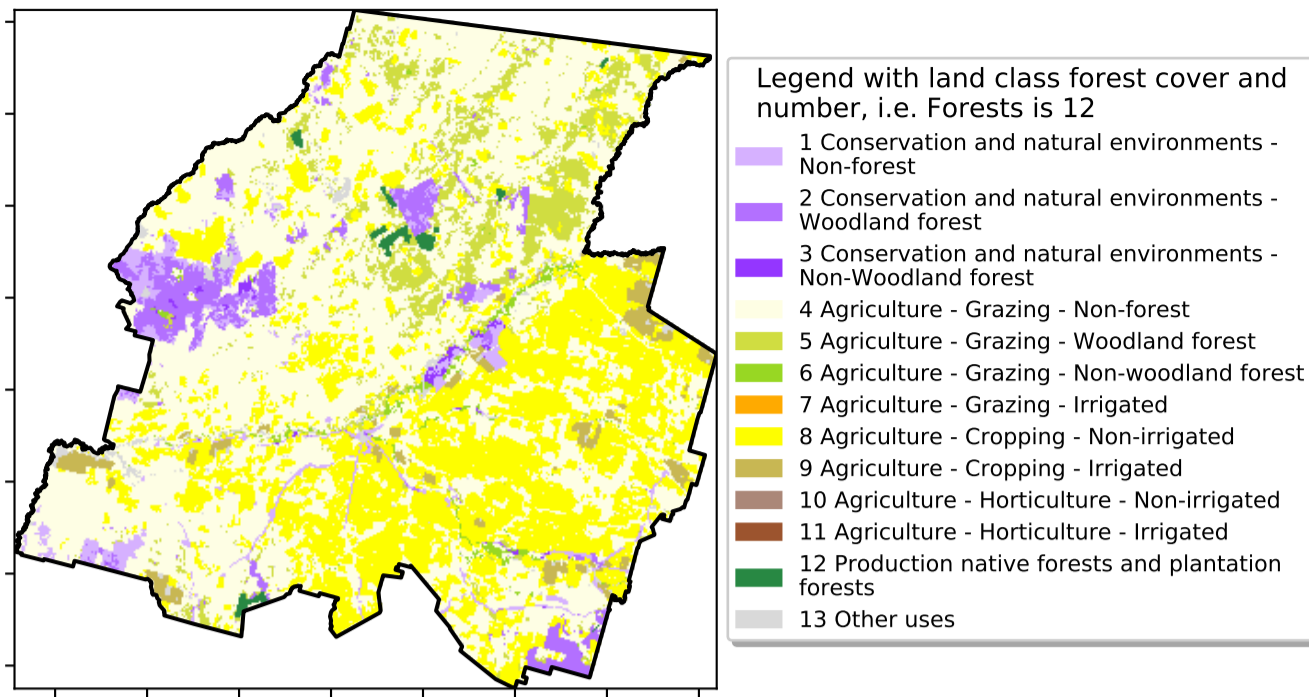 Legend with land class forest cover and
number, i.e. Forests is 12
1 Conservation and natural environments -
Non-forest
2 Conservation and natural environments -
Woodland forest
3 Conservation and natural environments -
Non-Woodland forest
4 Agriculture - Grazing - Non-forest
5 Agriculture - Grazing - Woodland forest
6 Agriculture - Grazing - Non-woodland forest
7 Agriculture - Grazing - Irrigated
8 Agriculture - Cropping - Non-irrigated
9 Agriculture - Cropping - Irrigated
10 Agriculture - Horticulture - Non-irrigated
11 Agriculture - Horticulture - Irrigated
12 Production native forests and plantation
forests
13 Other uses